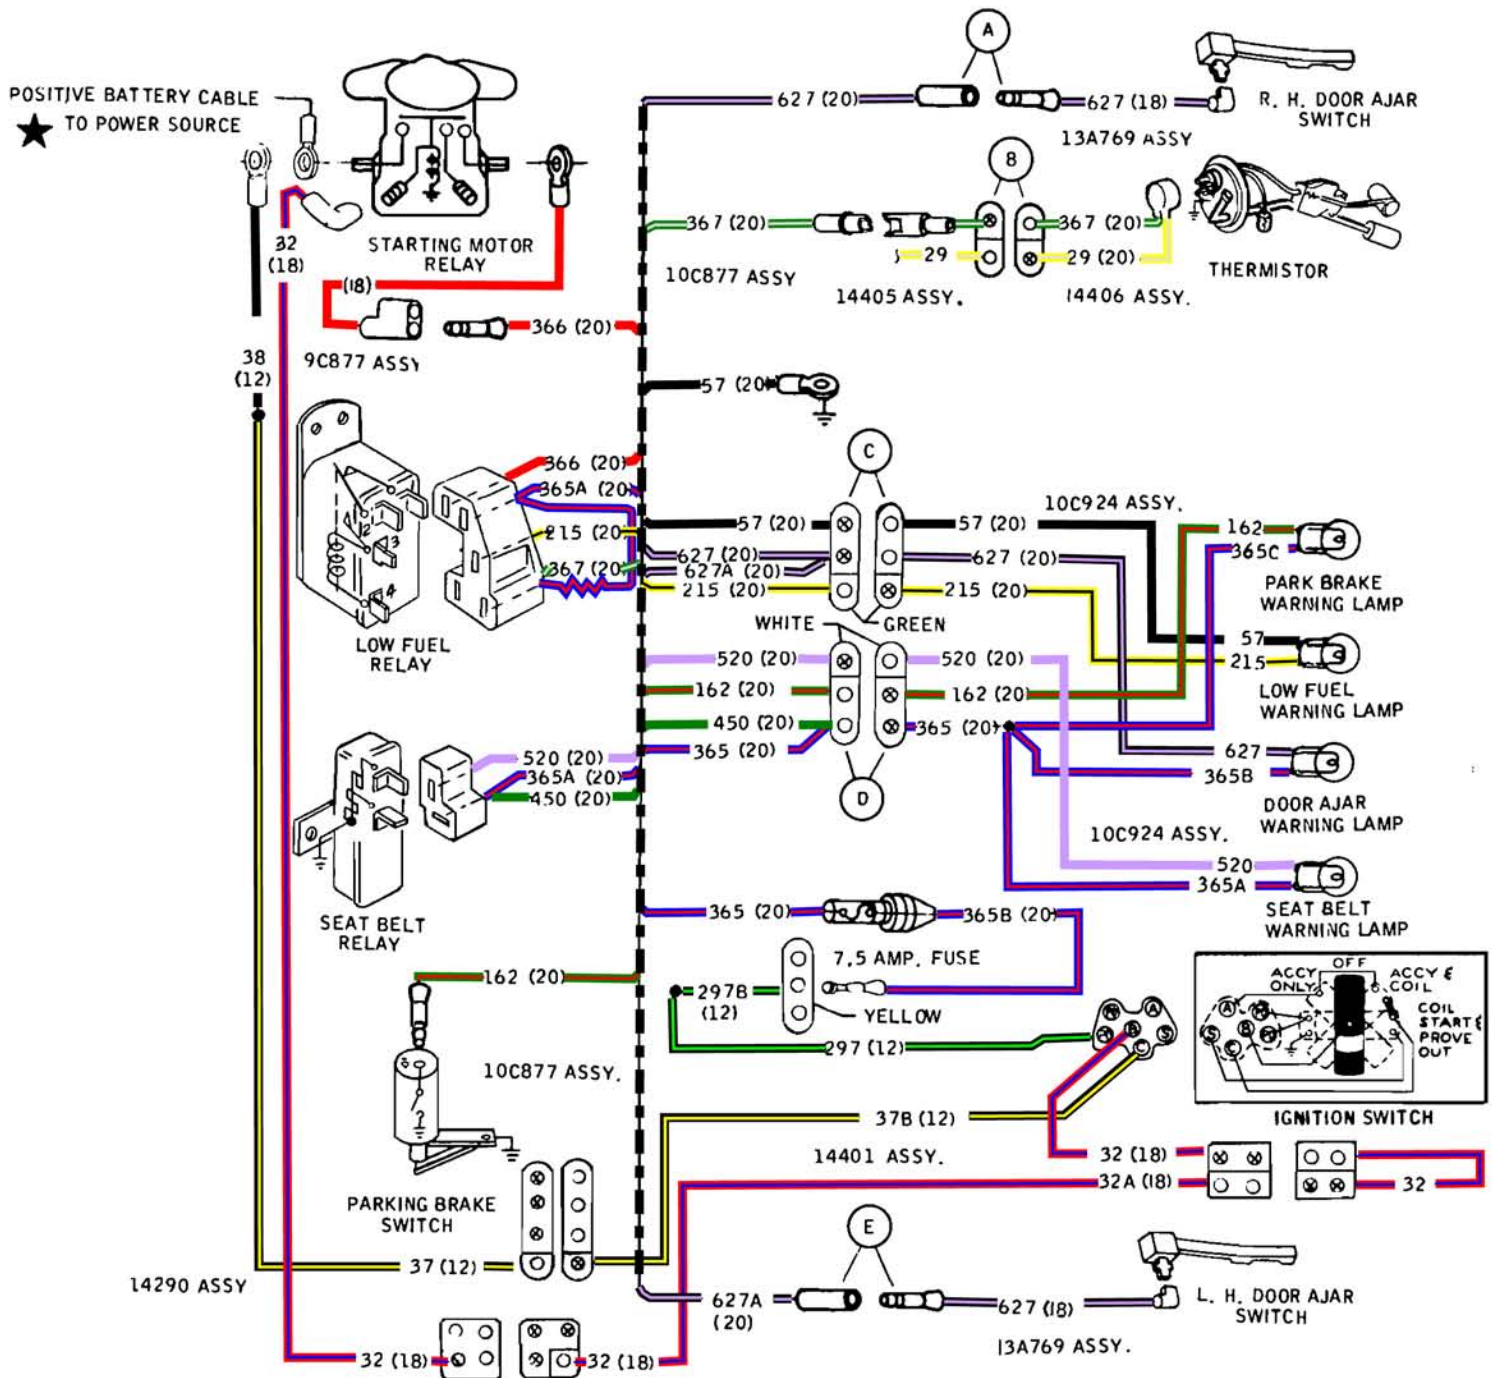 A
POSITIVE BATTERY CABLE
TO POWER SOURCE
627 (20)
627 (18)
R. H. DOOR AJAR
SWITCH
13A769 ASSY
8
367 (20)
367 (20)
29
29 (20)
THERMISTOR
10C877 ASSY
14405 ASSY.
14406 ASSY.
32
(18)
STARTING MOTOR
RELAY
(18)
366 (20)
9C877 ASSY
38
(12)
57 (20)
C
366 (20)
365A (20)
215 (20)
367 (20)
2
3
4
LOW FUEL
RELAY
10C924 ASSY.
57 (20)
57 (20)
627 (20)
627 (20)
627A (20)
215 (20)
215 (20)
WHITE
GREEN
162
365C
PARK BRAKE
WARNING LAMP
57
215
LOW FUEL
WARNING LAMP
520 (20)
520 (20)
162 (20)
162 (20)
450 (20)
365 (20)
365 (20)
D
627
365B
DOOR AJAR
WARNING LAMP
10C924 ASSY.
520 (20)
365A (20)
450 (20)
SEAT BELT
RELAY
520
365A
SEAT BELT
WARNING LAMP
365 (20)
365B (20)
7.5 AMP. FUSE
162 (20)
297B
(12)
YELLOW
297 (12)
A
B
S
C
OFF
ACCY
ONLY
ACCY &
COIL
COIL
START &
PROVE
OUT
A
B
S
C
IGNITION SWITCH
10C877 ASSY.
37B (12)
14401 ASSY.
32 (18)
32A (18)
32
PARKING BRAKE
SWITCH
E
37 (12)
14290 ASSY
627A
(20)
627 (18)
L. H. DOOR AJAR
SWITCH
13A769 ASSY.
32 (18)
32 (18)